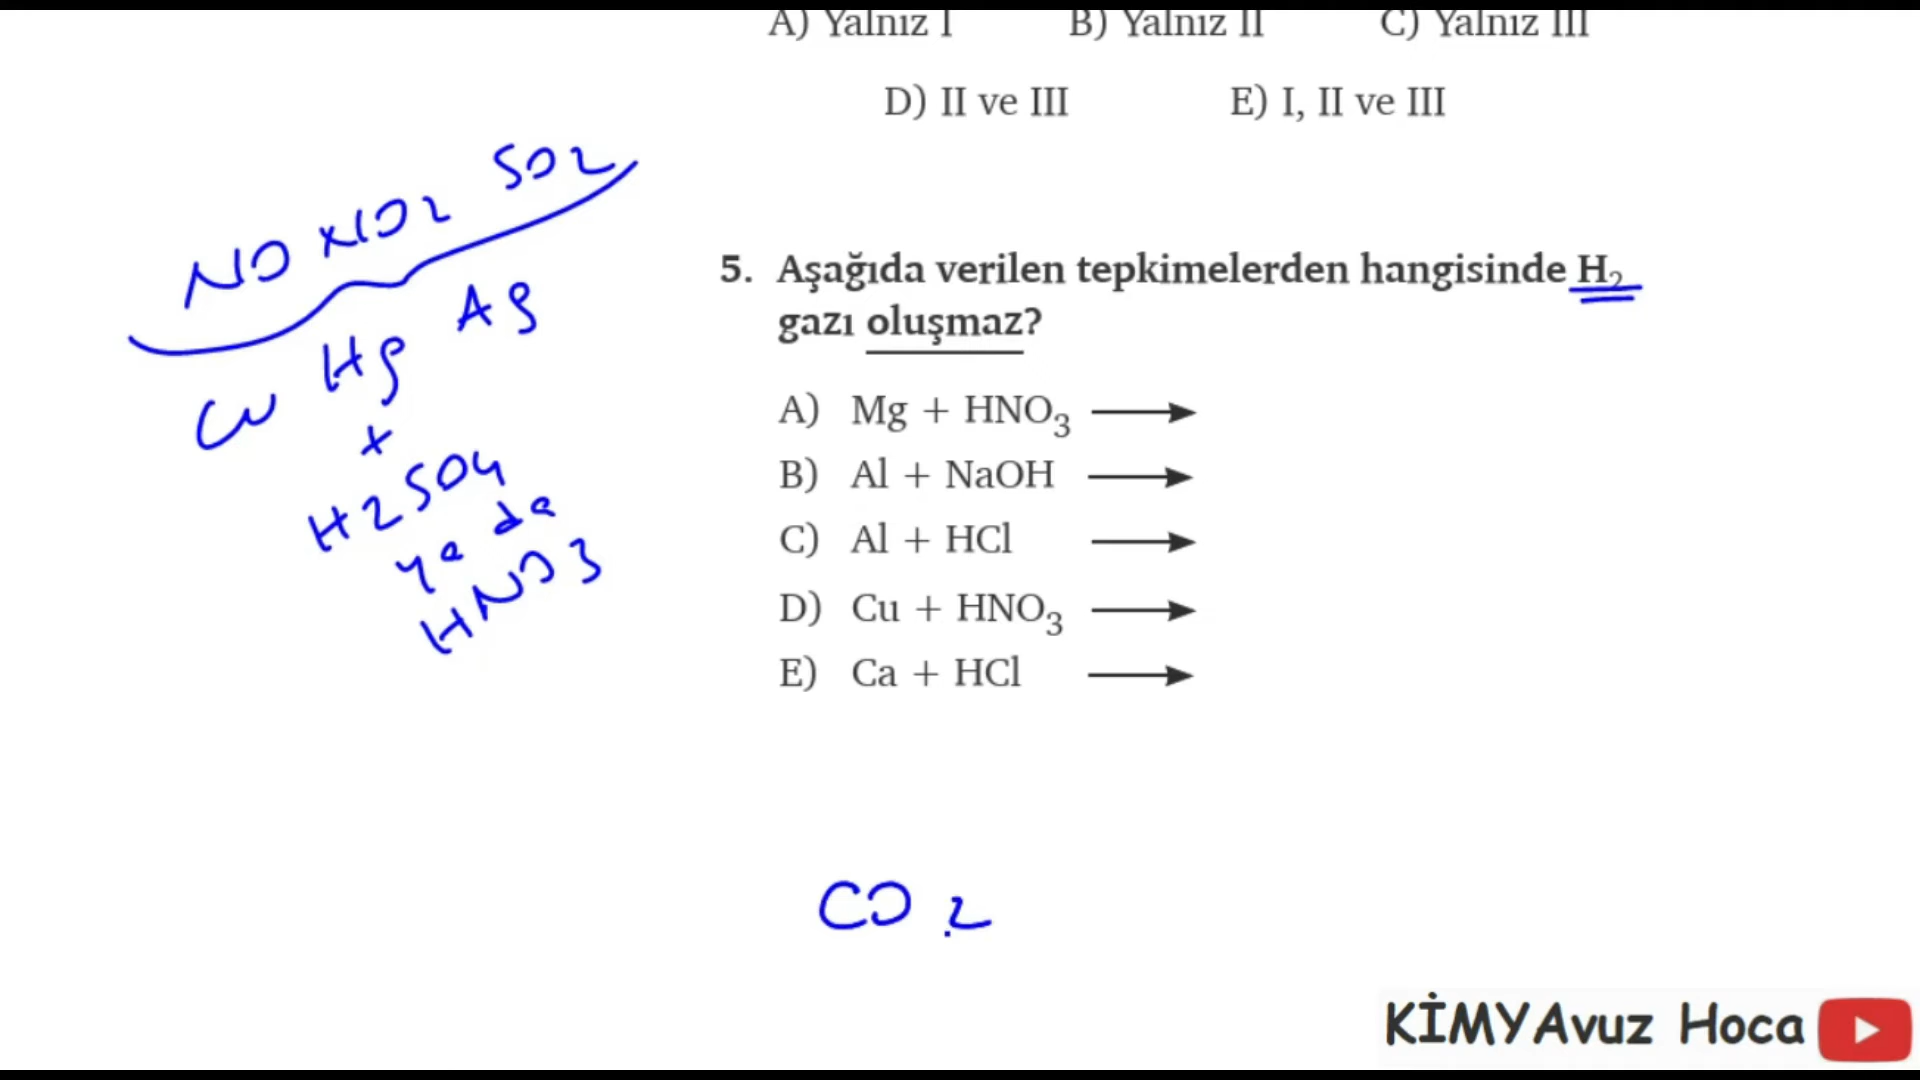 A) Yalnız I B) Yalnız II C) Yalnız III
D) II ve III E) I, II ve III
NO NO2 SO2
Cu Hg Ag
+
H2SO4
ya da
HNO3
5. Aşağıda verilen tepkimelerden hangisinde H₂
gazı oluşmaz?
A) Mg + HNO₃ ⟶
B) Al + NaOH ⟶
C) Al + HCl ⟶
D) Cu + HNO₃ ⟶
E) Ca + HCl ⟶
CO2
KİMYAvuz Hoca